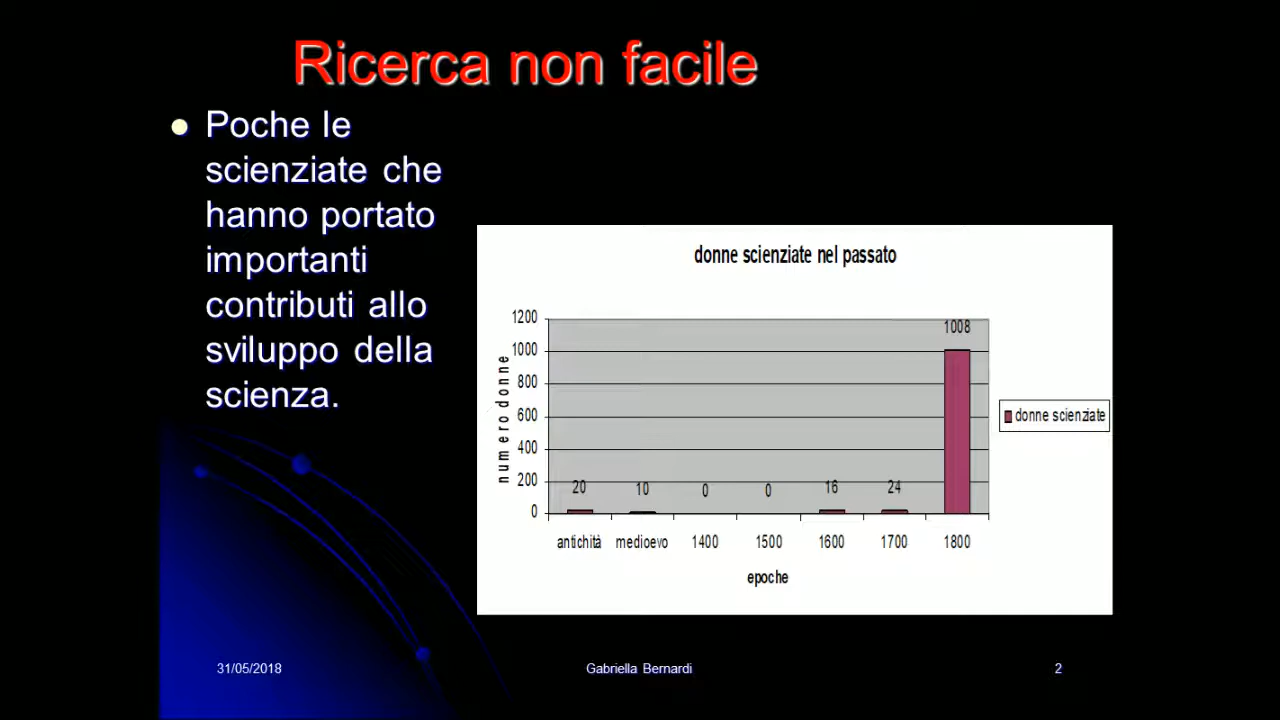 Ricerca non facile
Poche le
scienziate che
hanno portato
importanti
contributi allo
sviluppo della
scienza.
donne scienziate nel passato
1200
1000
800
600
400
200
0
numero donne
20
10
0
0
16
24
1008
antichità
medioevo
1400
1500
1600
1700
1800
epoche
donne scienziate
31/05/2018
Gabriella Bernardi
2